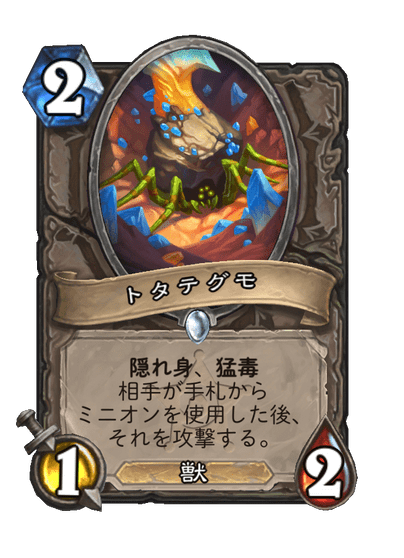 2
トタテグモ
隠れ身、猛毒
相手が手札から
ミニオンを使用した後、
それを攻撃する。
1
獣
2